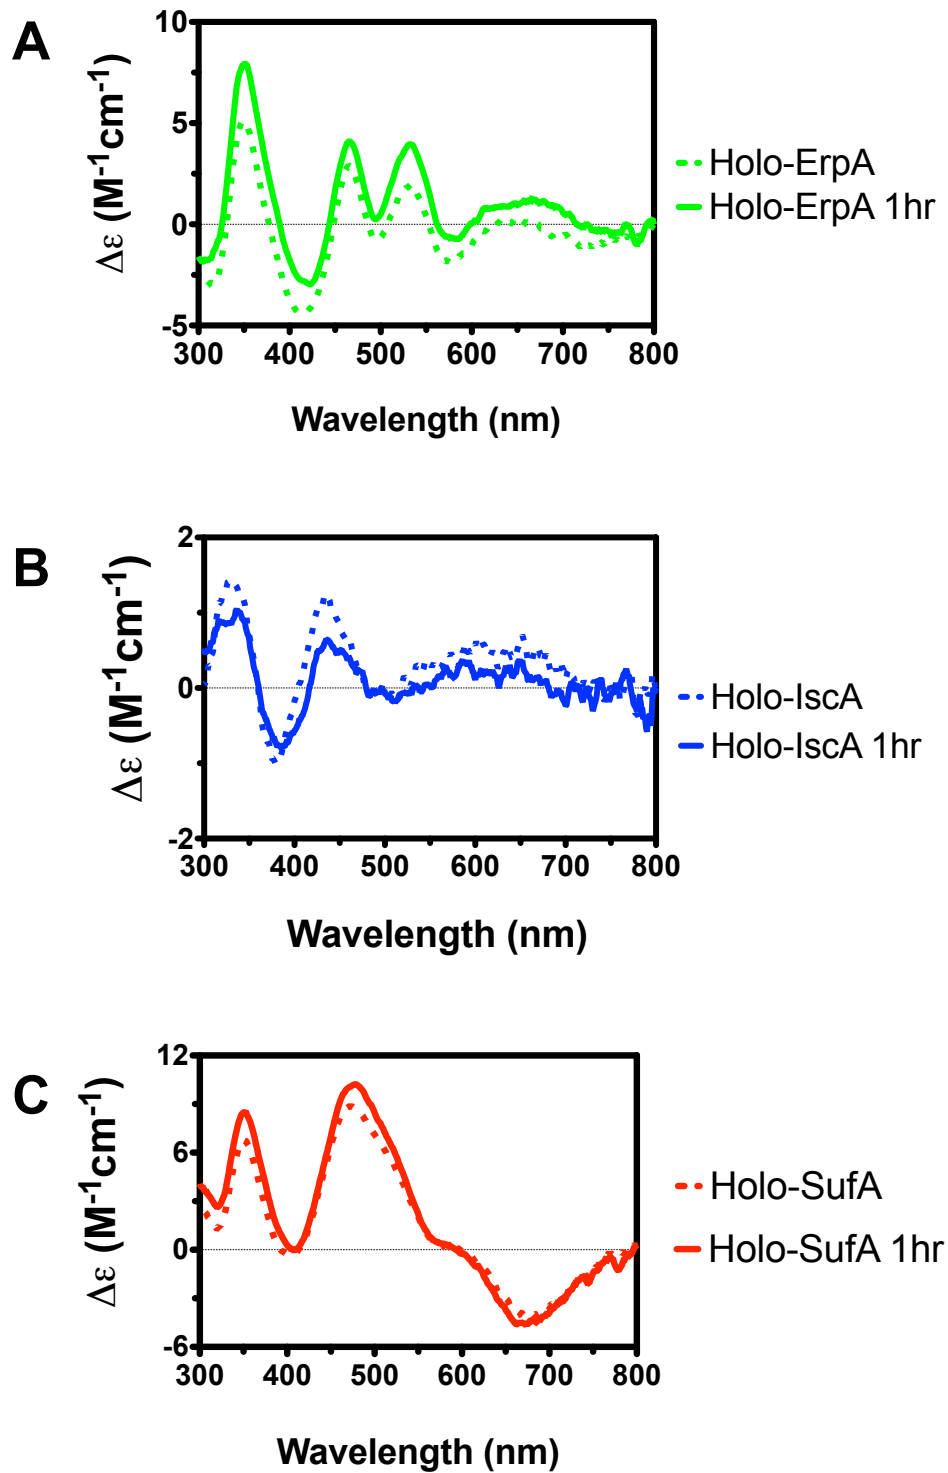 A
Δε (M-1cm-1)
10
5
0
-5
300 400 500 600 700 800
Wavelength (nm)
Holo-ErpA
Holo-ErpA 1hr
B
Δε (M-1cm-1)
2
0
-2
300 400 500 600 700 800
Wavelength (nm)
Holo-IscA
Holo-IscA 1hr
C
Δε (M-1cm-1)
12
6
0
-6
300 400 500 600 700 800
Wavelength (nm)
Holo-SufA
Holo-SufA 1hr